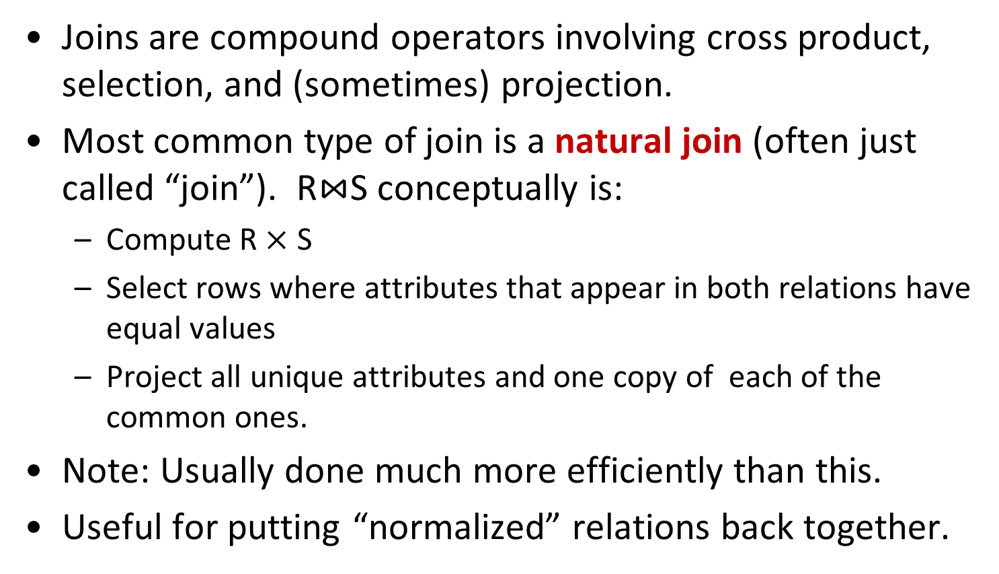 • Joins are compound operators involving cross product,
selection, and (sometimes) projection.
• Most common type of join is a natural join (often just
called “join”).  R⋈S conceptually is:
– Compute R × S
– Select rows where attributes that appear in both relations have
equal values
– Project all unique attributes and one copy of  each of the
common ones.
• Note: Usually done much more efficiently than this.
• Useful for putting “normalized” relations back together.